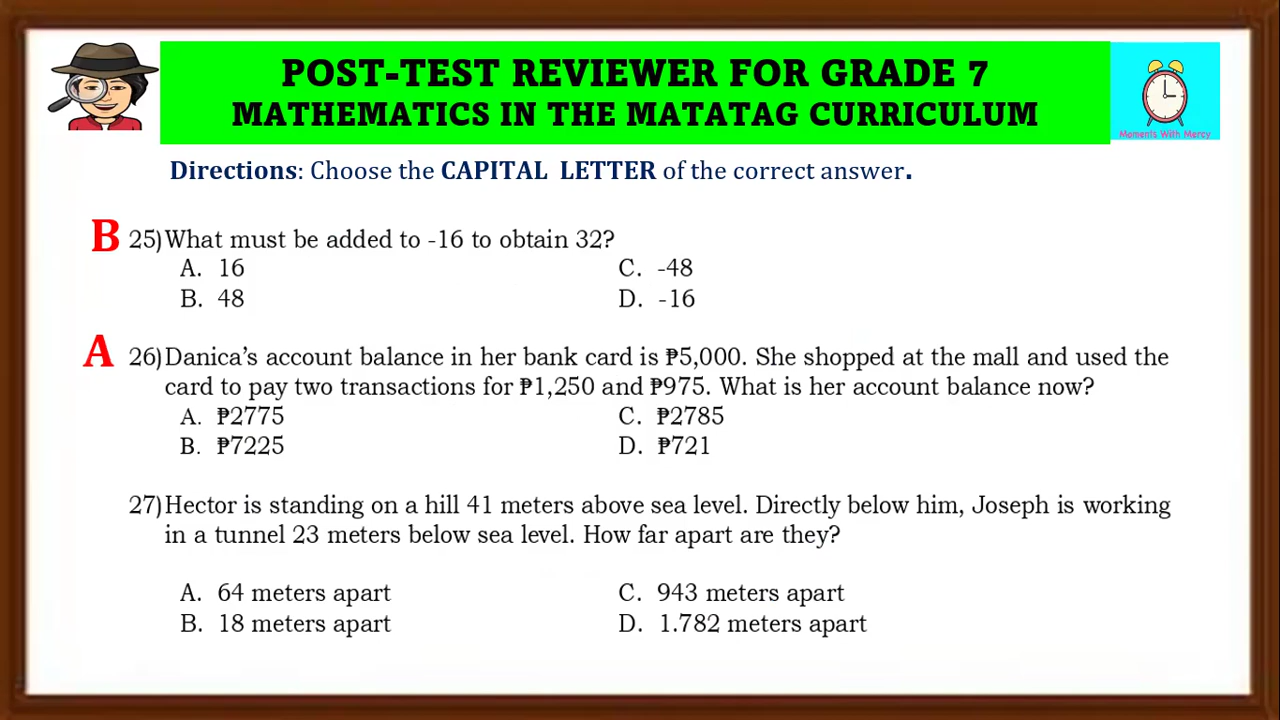 POST-TEST REVIEWER FOR GRADE 7
MATHEMATICS IN THE MATATAG CURRICULUM
Moments With Mercy
Directions: Choose the CAPITAL LETTER of the correct answer.
B 25) What must be added to -16 to obtain 32?
A. 16 C. -48
B. 48 D. -16
A 26) Danica's account balance in her bank card is ₱5,000. She shopped at the mall and used the
card to pay two transactions for ₱1,250 and ₱975. What is her account balance now?
A. ₱2775 C. ₱2785
B. ₱7225 D. ₱721
27) Hector is standing on a hill 41 meters above sea level. Directly below him, Joseph is working
in a tunnel 23 meters below sea level. How far apart are they?
A. 64 meters apart C. 943 meters apart
B. 18 meters apart D. 1.782 meters apart